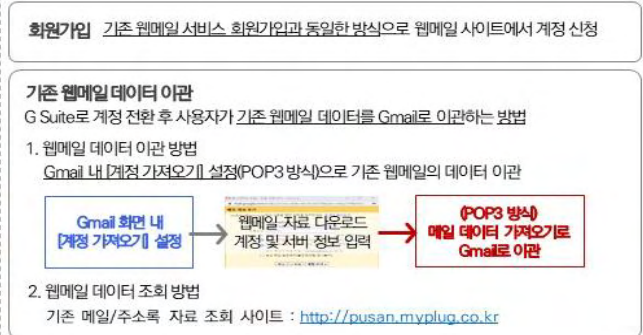 회원가입 기존 웹메일 서비스 회원가입과 동일한 방식으로 웹메일 사이트에서 계정 신청
기존 웹메일 데이터 이관
G Suite로 계정 전환 후 사용자가 기존 웹메일 데이터를 Gmail로 이관하는 방법
1. 웹메일 데이터 이관 방법
Gmail 내 [계정 가져오기] 설정(POP3 방식)으로 기존 웹메일의 데이터 이관
Gmail 화면 내
[계정 가져오기] 설정
웹메일 자료 다운로드
계정 및 서버 정보 입력
(POP3 방식)
메일 데이터 가져오기로
Gmail로 이관
2. 웹메일 데이터 조회 방법
기존 메일/주소록 자료 조회 사이트 : http://pusan.myplug.co.kr